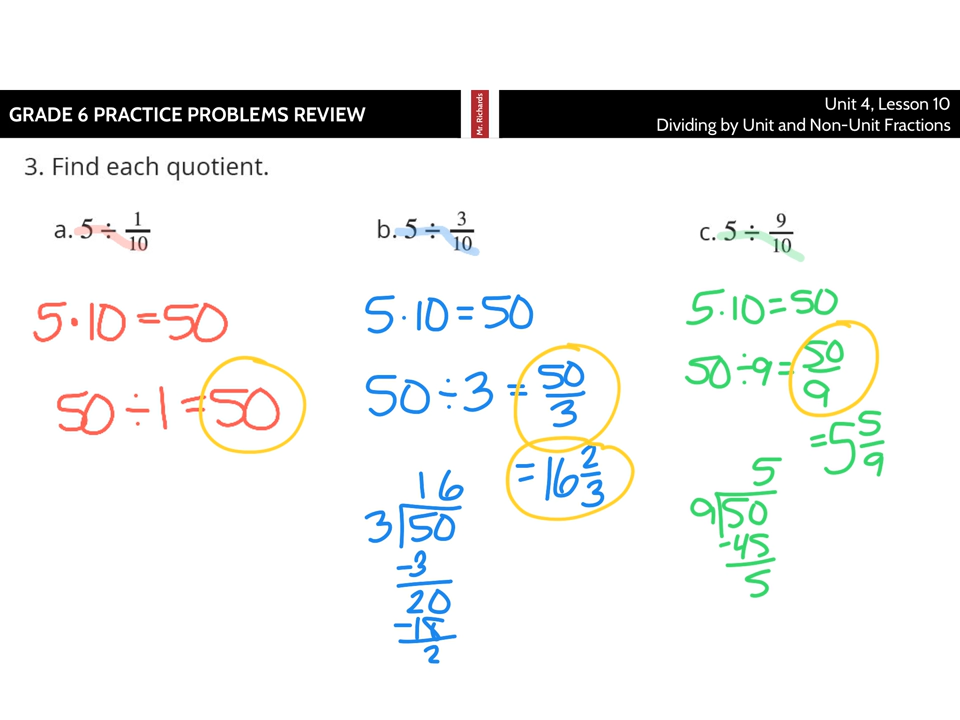 GRADE 6 PRACTICE PROBLEMS REVIEW
Mr. Richards
Unit 4, Lesson 10
Dividing by Unit and Non-Unit Fractions
3. Find each quotient.
a. 5 ÷ 1/10
5 · 10 = 50
50 ÷ 1 = 50
b. 5 ÷ 3/10
5 · 10 = 50
50 ÷ 3 = 50/3
= 16 2/3
16
3 50
-3
20
-18
2
c. 5 ÷ 9/10
5 · 10 = 50
50 ÷ 9 = 50/9
= 5 5/9
5
9 50
-45
5